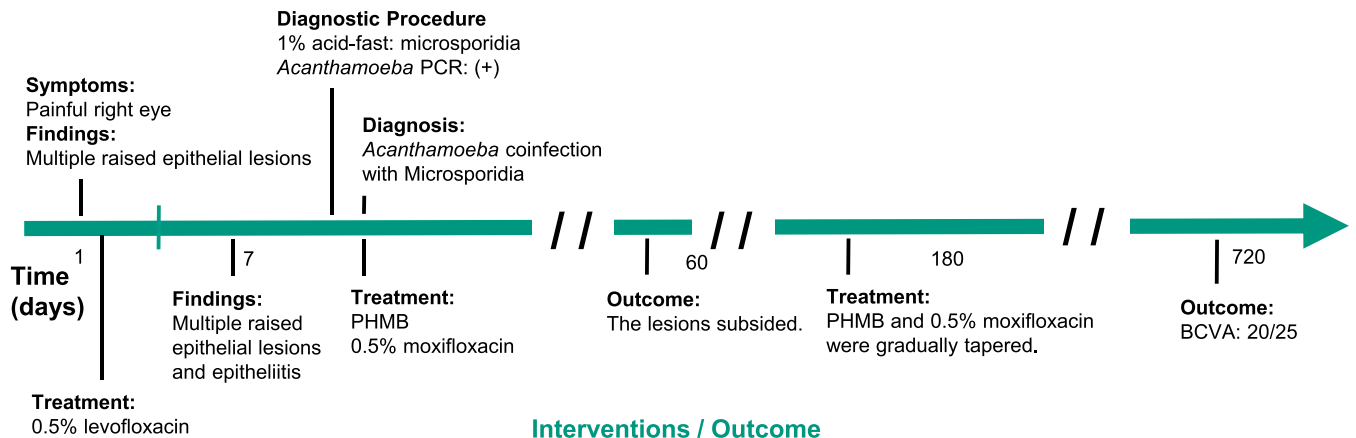 Diagnostic Procedure
1% acid-fast: microsporidia
Acanthamoeba PCR: (+)
Symptoms:
Painful right eye
Findings:
Multiple raised epithelial lesions
Diagnosis:
Acanthamoeba coinfection
with Microsporidia
/ /
/ /
/ /
Time
(days)
1
7
60
180
720
Treatment:
0.5% levofloxacin
Findings:
Multiple raised
epithelial lesions
and epitheliitis
Treatment:
PHMB
0.5% moxifloxacin
Outcome:
The lesions subsided.
Treatment:
PHMB and 0.5% moxifloxacin
were gradually tapered.
Outcome:
BCVA: 20/25
Interventions / Outcome